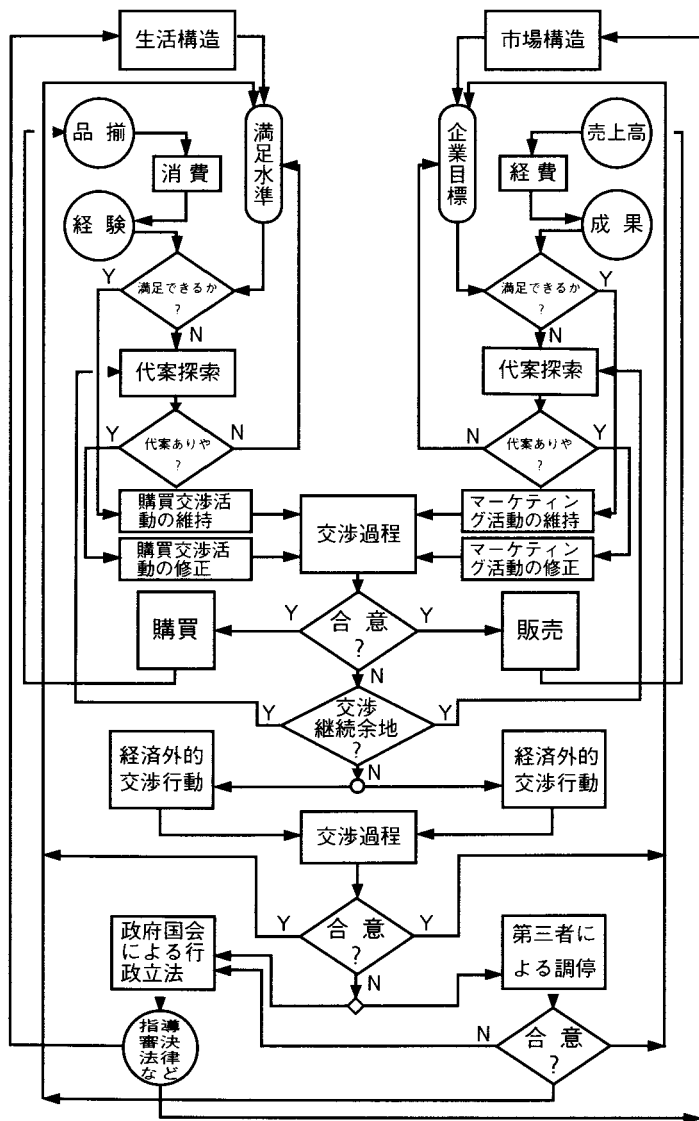 生活構造
市場構造
品揃
満足水準
企業目標
売上高
消費
経費
経験
成果
Y
満足できるか
?
N
満足できるか
?
Y
N
代案探索
代案探索
Y
代案ありや
?
N
N
代案ありや
?
Y
購買交渉活
動の維持
交渉過程
マーケティン
グ活動の維持
購買交渉活
動の修正
マーケティン
グ活動の修正
購買
Y
合意
?
Y
販売
N
Y
交渉
継続余地
?
Y
N
経済外的
交渉行動
経済外的
交渉行動
交渉過程
Y
合意
?
Y
N
政府国会
による行
政立法
第三者に
よる調停
指導
審決
法律
など
N
合意
?